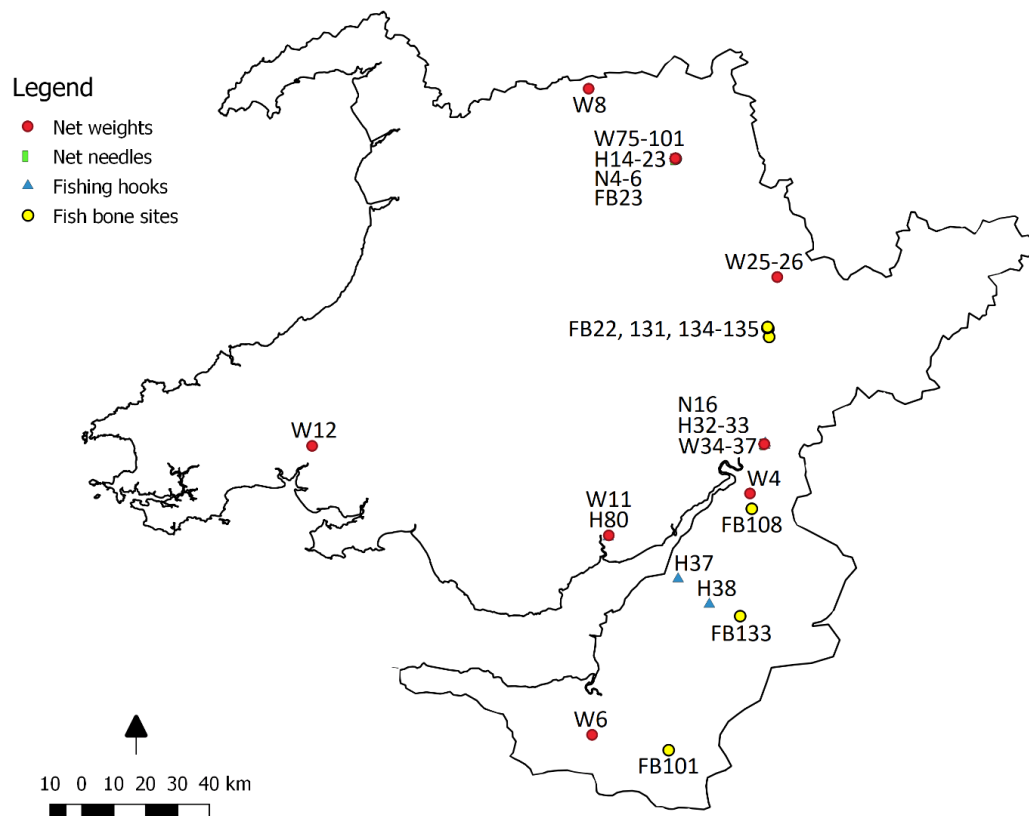 Legend
Net weights
Net needles
Fishing hooks
Fish bone sites
W8
W75-101
H14-23
N4-6
FB23
W25-26
FB22, 131, 134-135
N16
H32-33
W34-37
W12
W4
FB108
W11
H80
H37
H38
FB133
W6
FB101
10 0 10 20 30 40 km